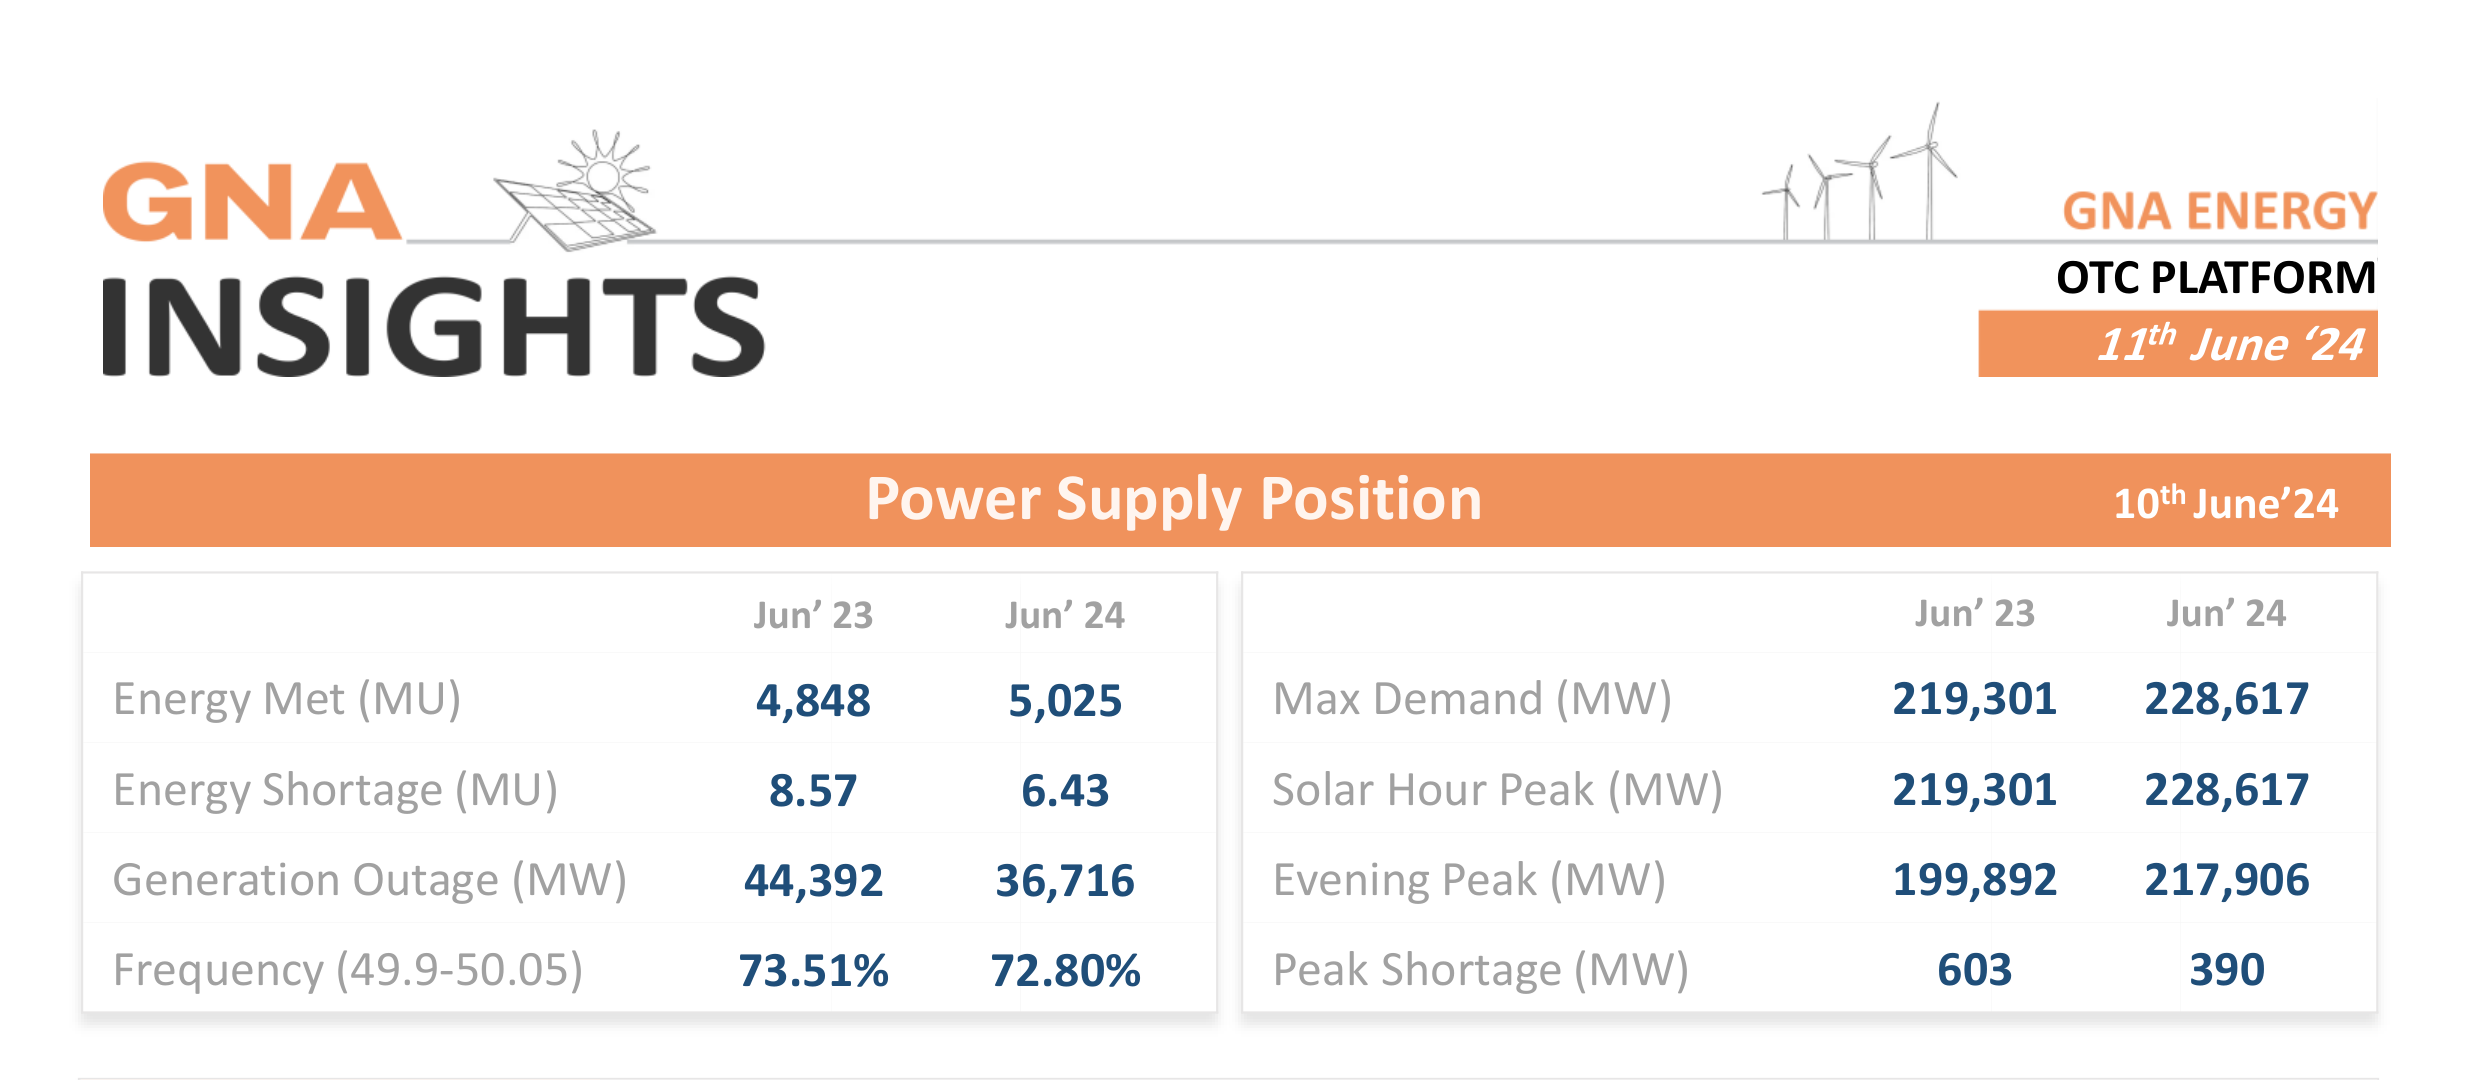 GNA
INSIGHTS
GNA ENERGY
OTC PLATFORM
11th June ‘24
Power Supply Position 10th June’24
Jun’ 23 Jun’ 24
Energy Met (MU) 4,848 5,025
Energy Shortage (MU) 8.57 6.43
Generation Outage (MW) 44,392 36,716
Frequency (49.9-50.05) 73.51% 72.80%
Jun’ 23 Jun’ 24
Max Demand (MW) 219,301 228,617
Solar Hour Peak (MW) 219,301 228,617
Evening Peak (MW) 199,892 217,906
Peak Shortage (MW) 603 390